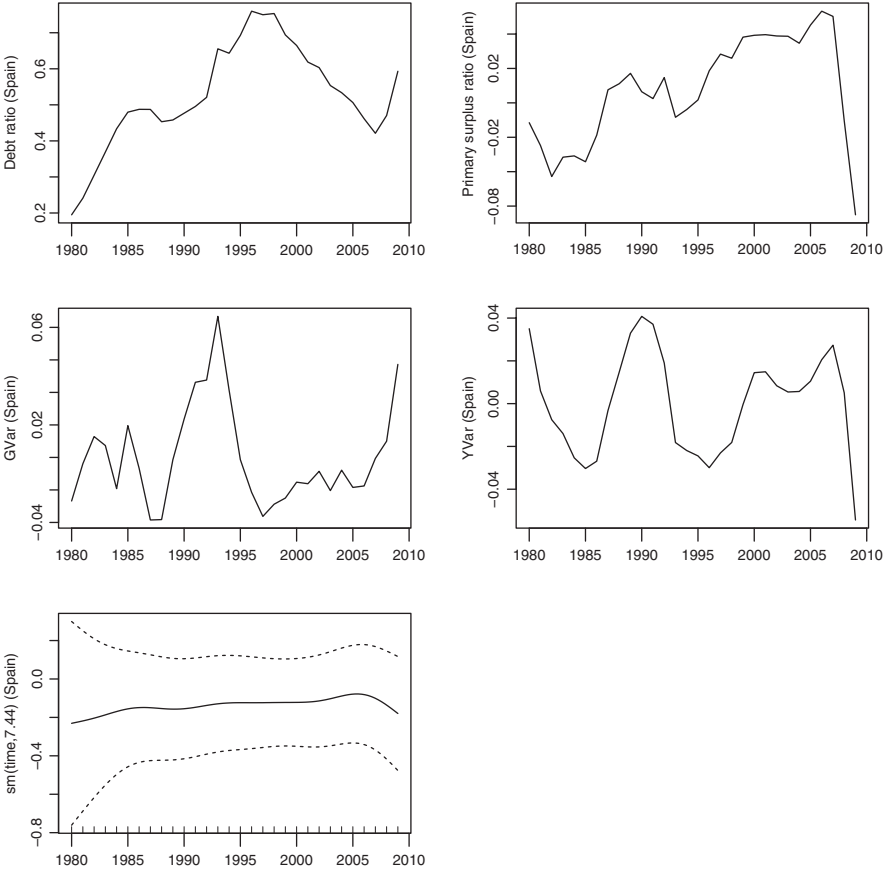 Debt ratio (Spain)
0.2 0.4 0.6
1980 1985 1990 1995 2000 2005 2010
Primary surplus ratio (Spain)
−0.08 −0.02 0.02
1980 1985 1990 1995 2000 2005 2010
GVar (Spain)
−0.04 0.02 0.06
1980 1985 1990 1995 2000 2005 2010
YVar (Spain)
−0.04 0.00 0.04
1980 1985 1990 1995 2000 2005 2010
sm(time,7.44) (Spain)
−0.8 −0.4 0.0
1980 1985 1990 1995 2000 2005 2010